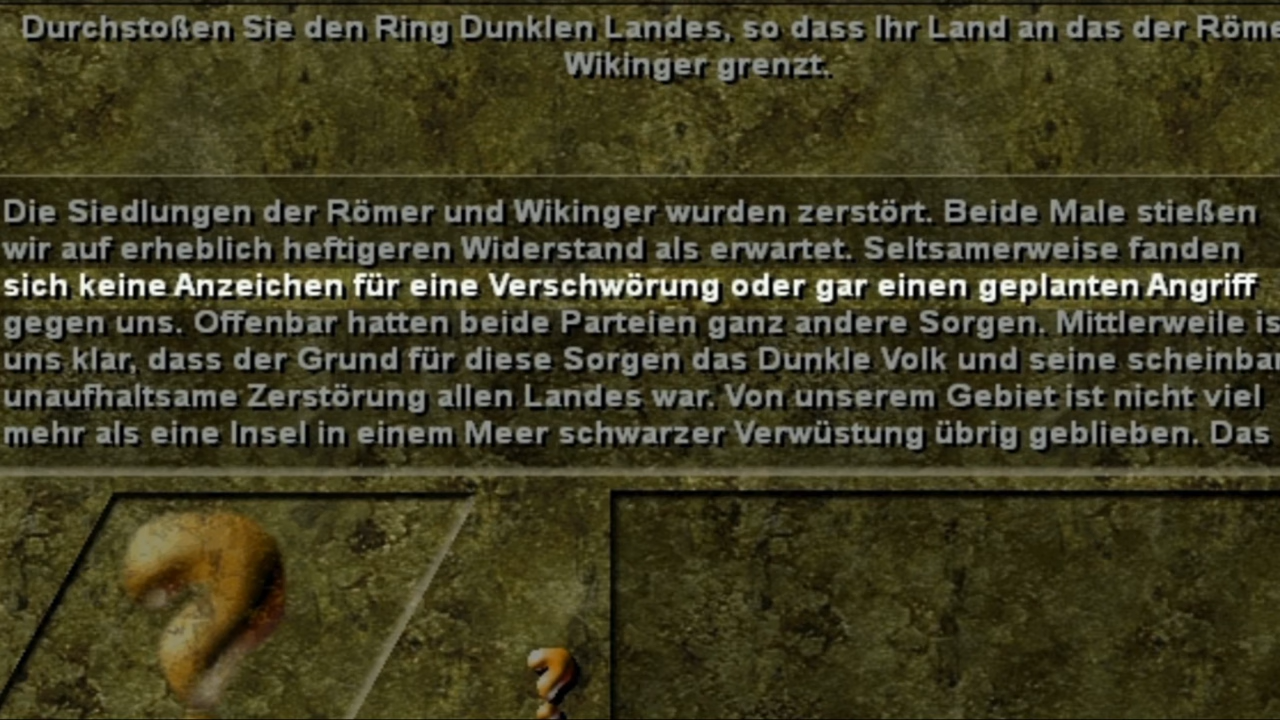 Durchstoßen Sie den Ring Dunklen Landes, so dass Ihr Land an das der Röme
Wikinger grenzt.
Die Siedlungen der Römer und Wikinger wurden zerstört. Beide Male stießen
wir auf erheblich heftigeren Widerstand als erwartet. Seltsamerweise fanden
sich keine Anzeichen für eine Verschwörung oder gar einen geplanten Angriff
gegen uns. Offenbar hatten beide Parteien ganz andere Sorgen. Mittlerweile is
uns klar, dass der Grund für diese Sorgen das Dunkle Volk und seine scheinbar
unaufhaltsame Zerstörung allen Landes war. Von unserem Gebiet ist nicht viel
mehr als eine Insel in einem Meer schwarzer Verwüstung übrig geblieben. Das